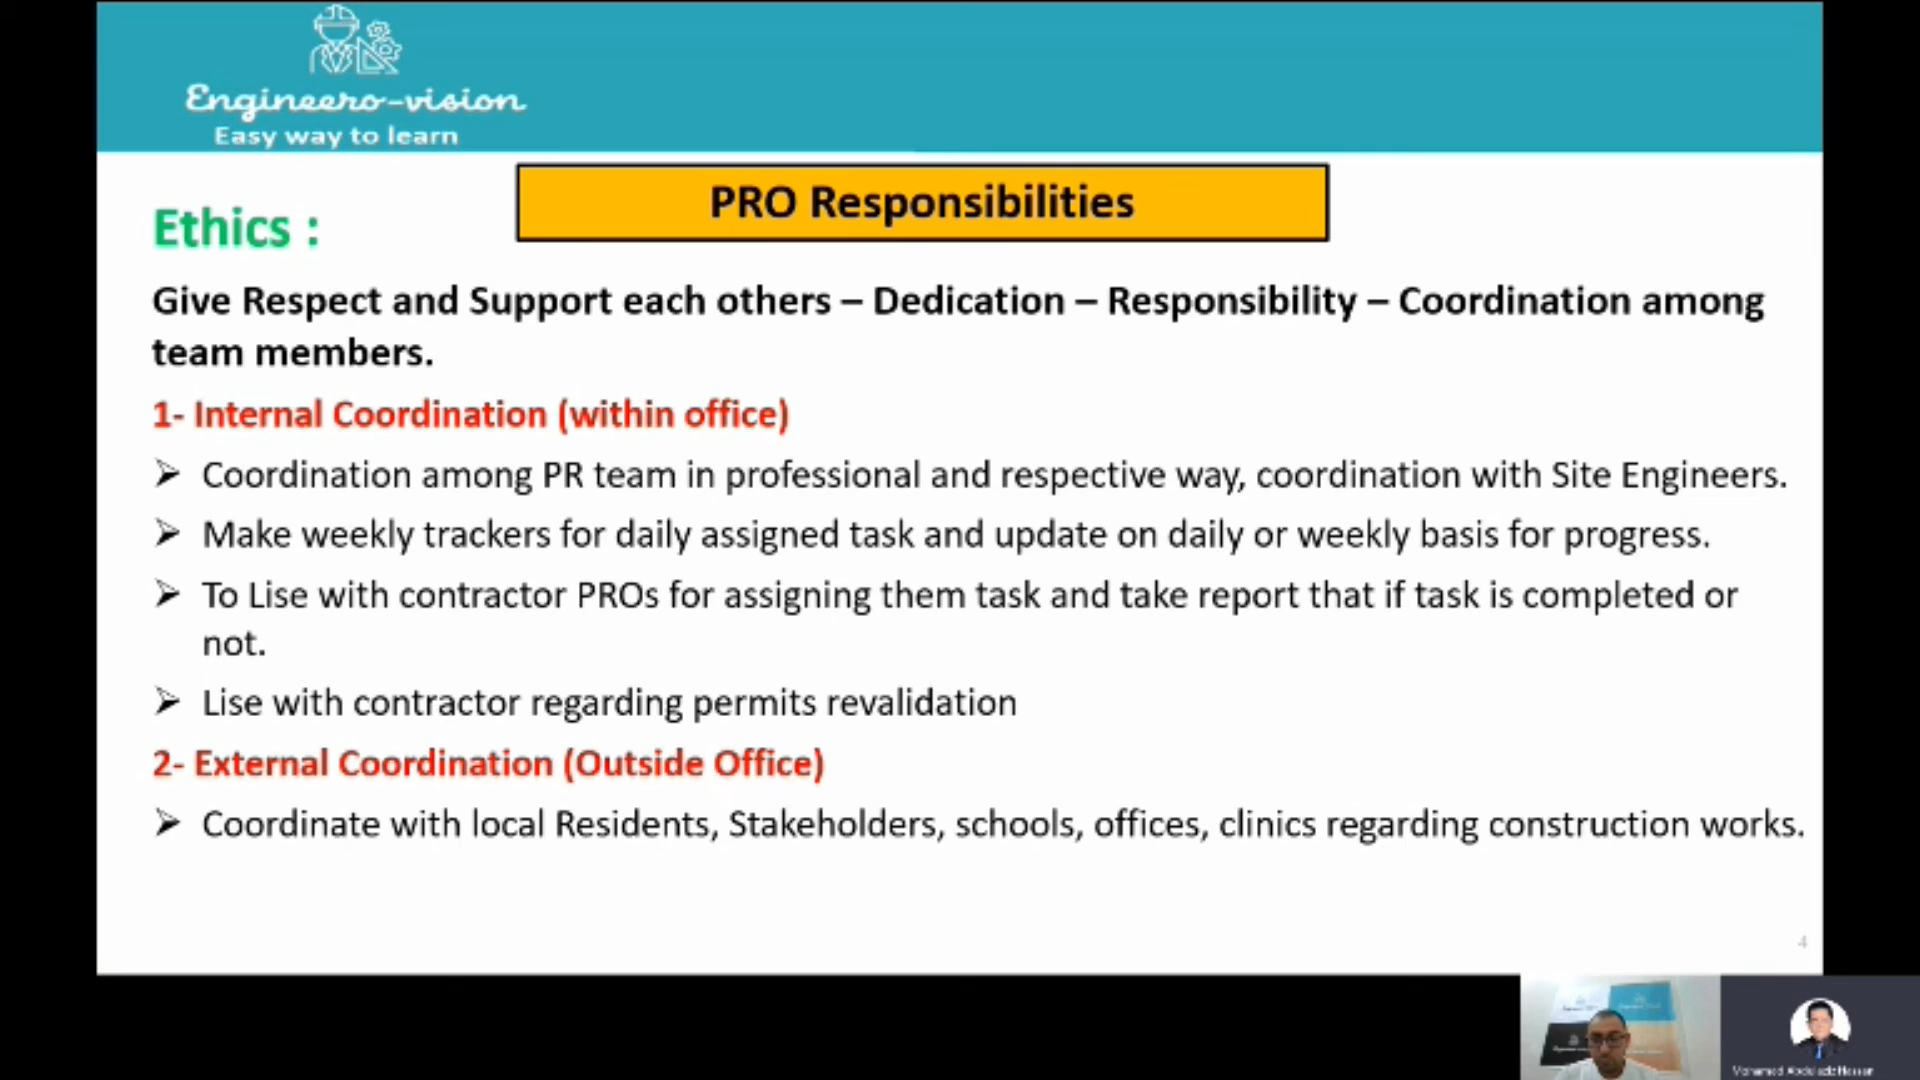 Engineero-vision
Easy way to learn
PRO Responsibilities
Ethics :
Give Respect and Support each others – Dedication – Responsibility – Coordination among
team members.
1- Internal Coordination (within office)
➢ Coordination among PR team in professional and respective way, coordination with Site Engineers.
➢ Make weekly trackers for daily assigned task and update on daily or weekly basis for progress.
➢ To Lise with contractor PROs for assigning them task and take report that if task is completed or
not.
➢ Lise with contractor regarding permits revalidation
2- External Coordination (Outside Office)
➢ Coordinate with local Residents, Stakeholders, schools, offices, clinics regarding construction works.
4
Mohamed Abdulaziz Hassan